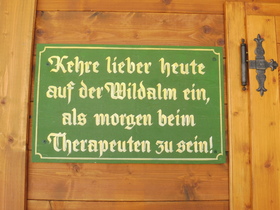 Kehre lieber heute
auf der Wildalm ein,
als morgen beim
Therapeuten zu sein!